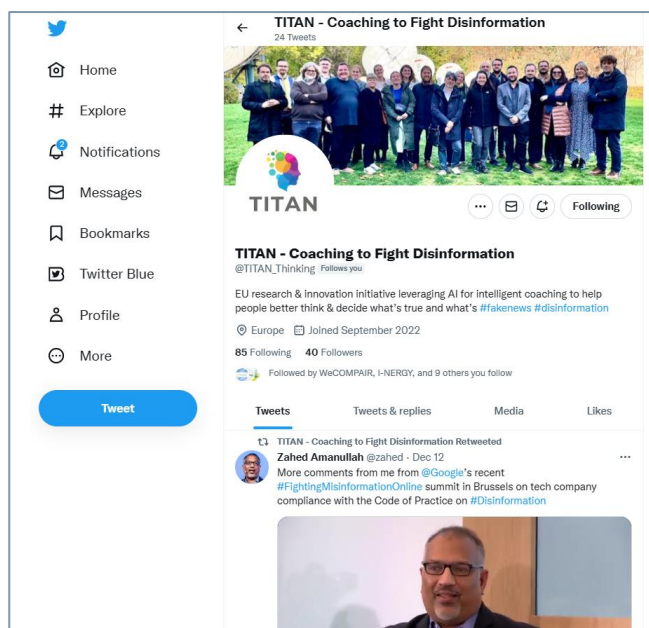 Home
Explore
2
Notifications
Messages
Bookmarks
Twitter Blue
Profile
More
Tweet
TITAN - Coaching to Fight Disinformation
24 Tweets
TITAN
Following
TITAN - Coaching to Fight Disinformation
@TITAN_Thinking Follows you
EU research & innovation initiative leveraging AI for intelligent coaching to help
people better think & decide what's true and what's #fakenews #disinformation
Europe Joined September 2022
85 Following 40 Followers
Followed by WeCOMPAIR, I-NERGY, and 9 others you follow
Tweets Tweets & replies Media Likes
TITAN - Coaching to Fight Disinformation Retweeted
Zahed Amanullah @zahed · Dec 12
More comments from me from @Google's recent
#FightingMisinformationOnline summit in Brussels on tech company
compliance with the Code of Practice on #Disinformation